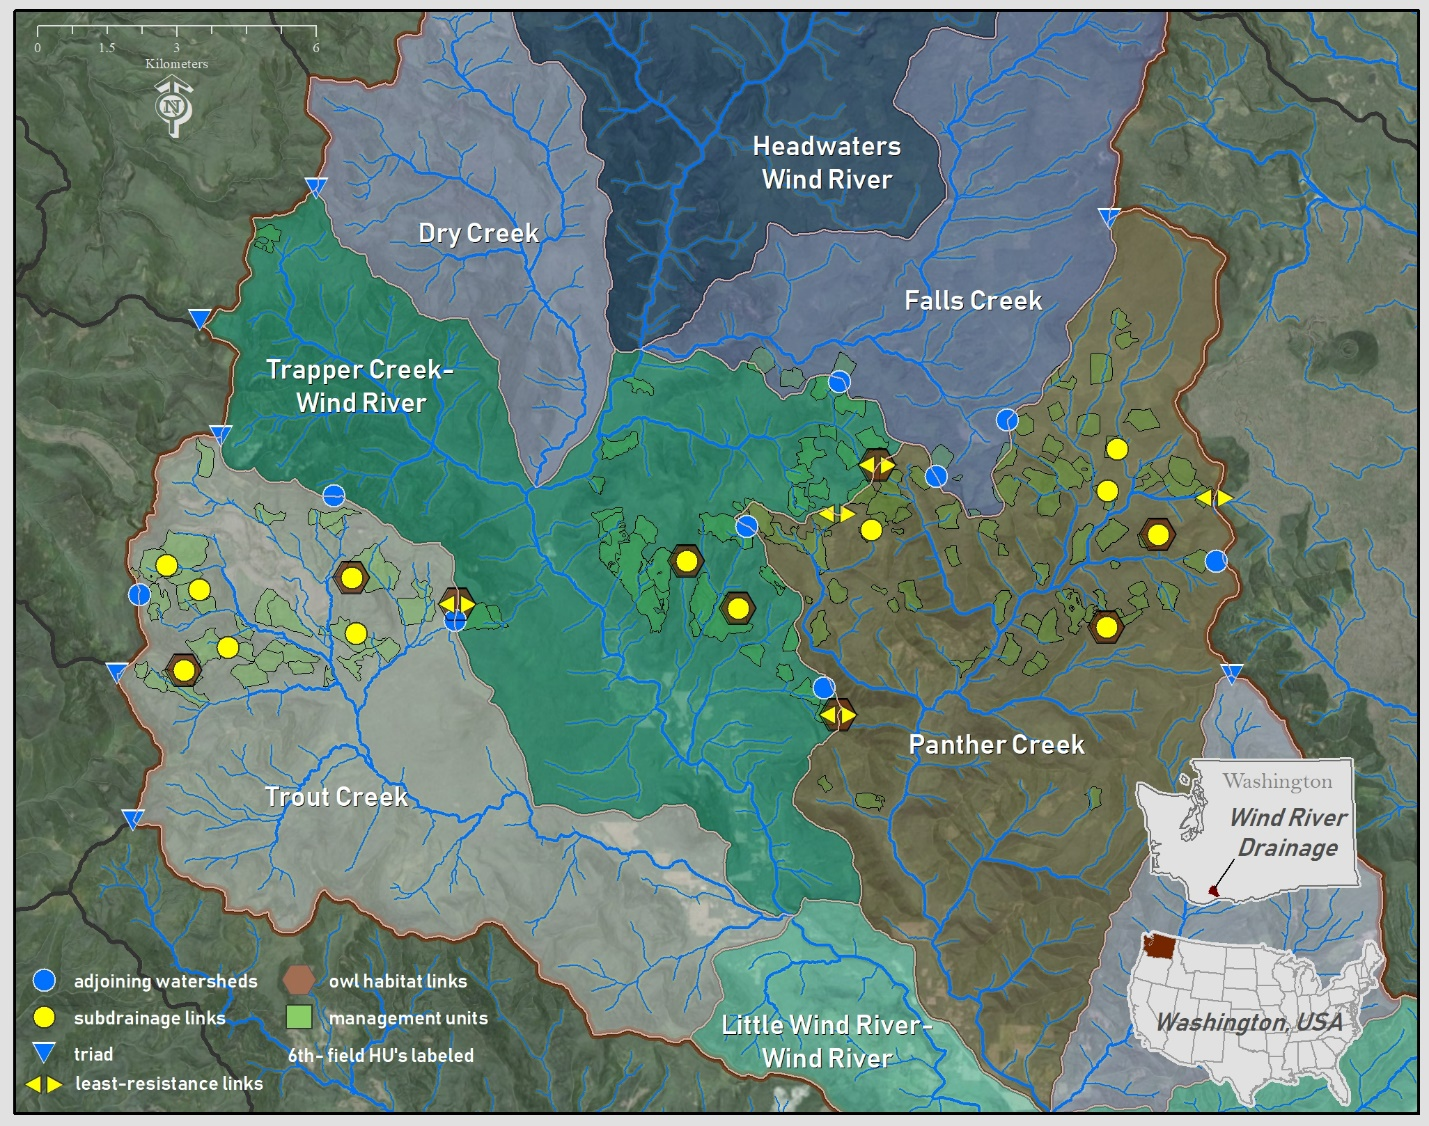 0 1.5 3 6
Kilometers
N
Headwaters
Wind River
Dry Creek
Falls Creek
Trapper Creek-
Wind River
Panther Creek
Trout Creek
Washington
Wind River
Drainage
Washington, USA
Little Wind River-
Wind River
adjoining watersheds
subdrainage links
triad
least-resistance links
owl habitat links
management units
6th- field HU's labeled